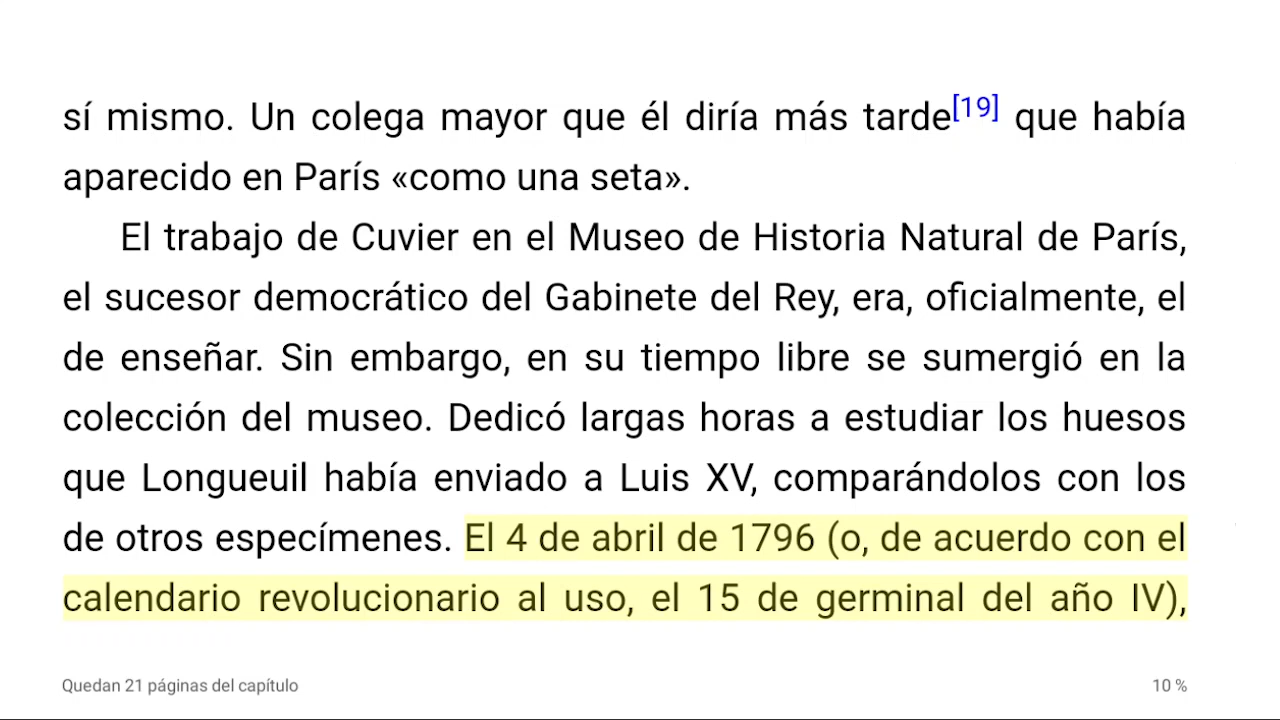 sí mismo. Un colega mayor que él diría más tarde[19] que había
aparecido en París «como una seta».
El trabajo de Cuvier en el Museo de Historia Natural de París,
el sucesor democrático del Gabinete del Rey, era, oficialmente, el
de enseñar. Sin embargo, en su tiempo libre se sumergió en la
colección del museo. Dedicó largas horas a estudiar los huesos
que Longueuil había enviado a Luis XV, comparándolos con los
de otros especímenes. El 4 de abril de 1796 (o, de acuerdo con el
calendario revolucionario al uso, el 15 de germinal del año IV),
Quedan 21 páginas del capítulo
10 %